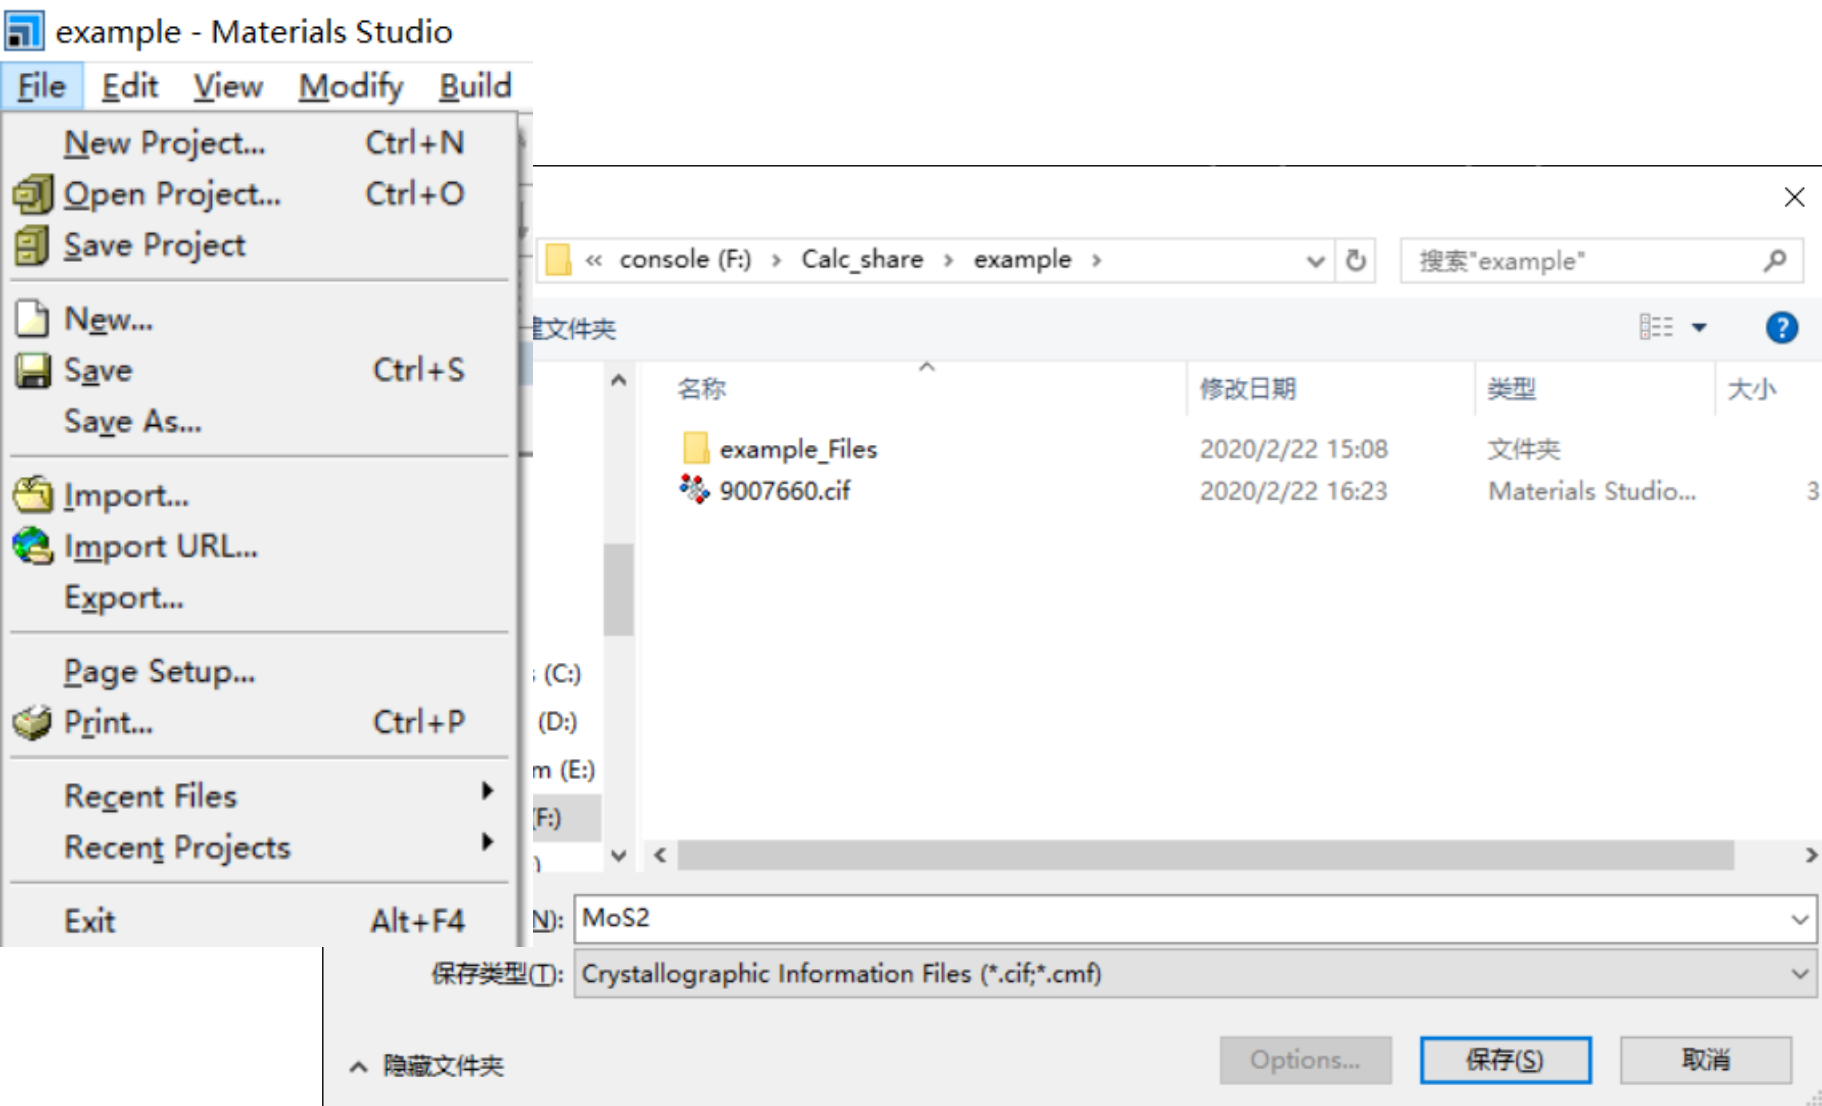 example - Materials Studio
File Edit View Modify Build
New Project... Ctrl+N
Open Project... Ctrl+O
Save Project
New...
Save Ctrl+S
Save As...
Import...
Import URL...
Export...
Page Setup...
Print... Ctrl+P
Recent Files
Recent Projects
Exit Alt+F4
« console (F:) › Calc_share › example ›
搜索"example"
文件夹
名称 修改日期 类型 大小
example_Files 2020/2/22 15:08 文件夹
9007660.cif 2020/2/22 16:23 Materials Studio... 3
(C:)
(D:)
m (E:)
(F:)
N): MoS2
保存类型(T): Crystallographic Information Files (*.cif;*.cmf)
隐藏文件夹
Options... 保存(S) 取消